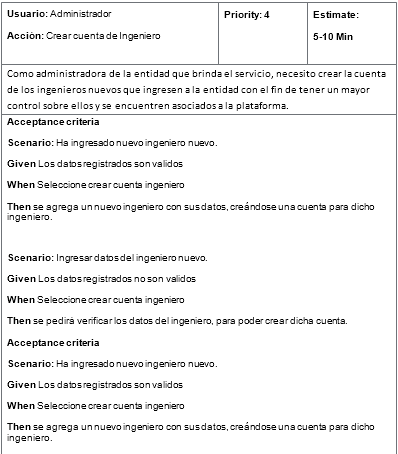 Usuario: Administrador
Acción: Crear cuenta de Ingeniero
Priority: 4
Estimate:
5-10 Min
Como administradora de la entidad que brinda el servicio, necesito crear la cuenta
de los ingenieros nuevos que ingresen a la entidad con el fin de tener un mayor
control sobre ellos y se encuentren asociados a la plataforma.
Acceptance criteria
Scenario: Ha ingresado nuevo ingeniero nuevo.
Given Los datos registrados son validos
When Seleccione crear cuenta ingeniero
Then se agrega un nuevo ingeniero con sus datos, creándose una cuenta para dicho
ingeniero.
Scenario: Ingresar datos del ingeniero nuevo.
Given Los datos registrados no son validos
When Seleccione crear cuenta ingeniero
Then se pedirá verificar los datos del ingeniero, para poder crear dicha cuenta.
Acceptance criteria
Scenario: Ha ingresado nuevo ingeniero nuevo.
Given Los datos registrados son validos
When Seleccione crear cuenta ingeniero
Then se agrega un nuevo ingeniero con sus datos, creándose una cuenta para dicho
ingeniero.